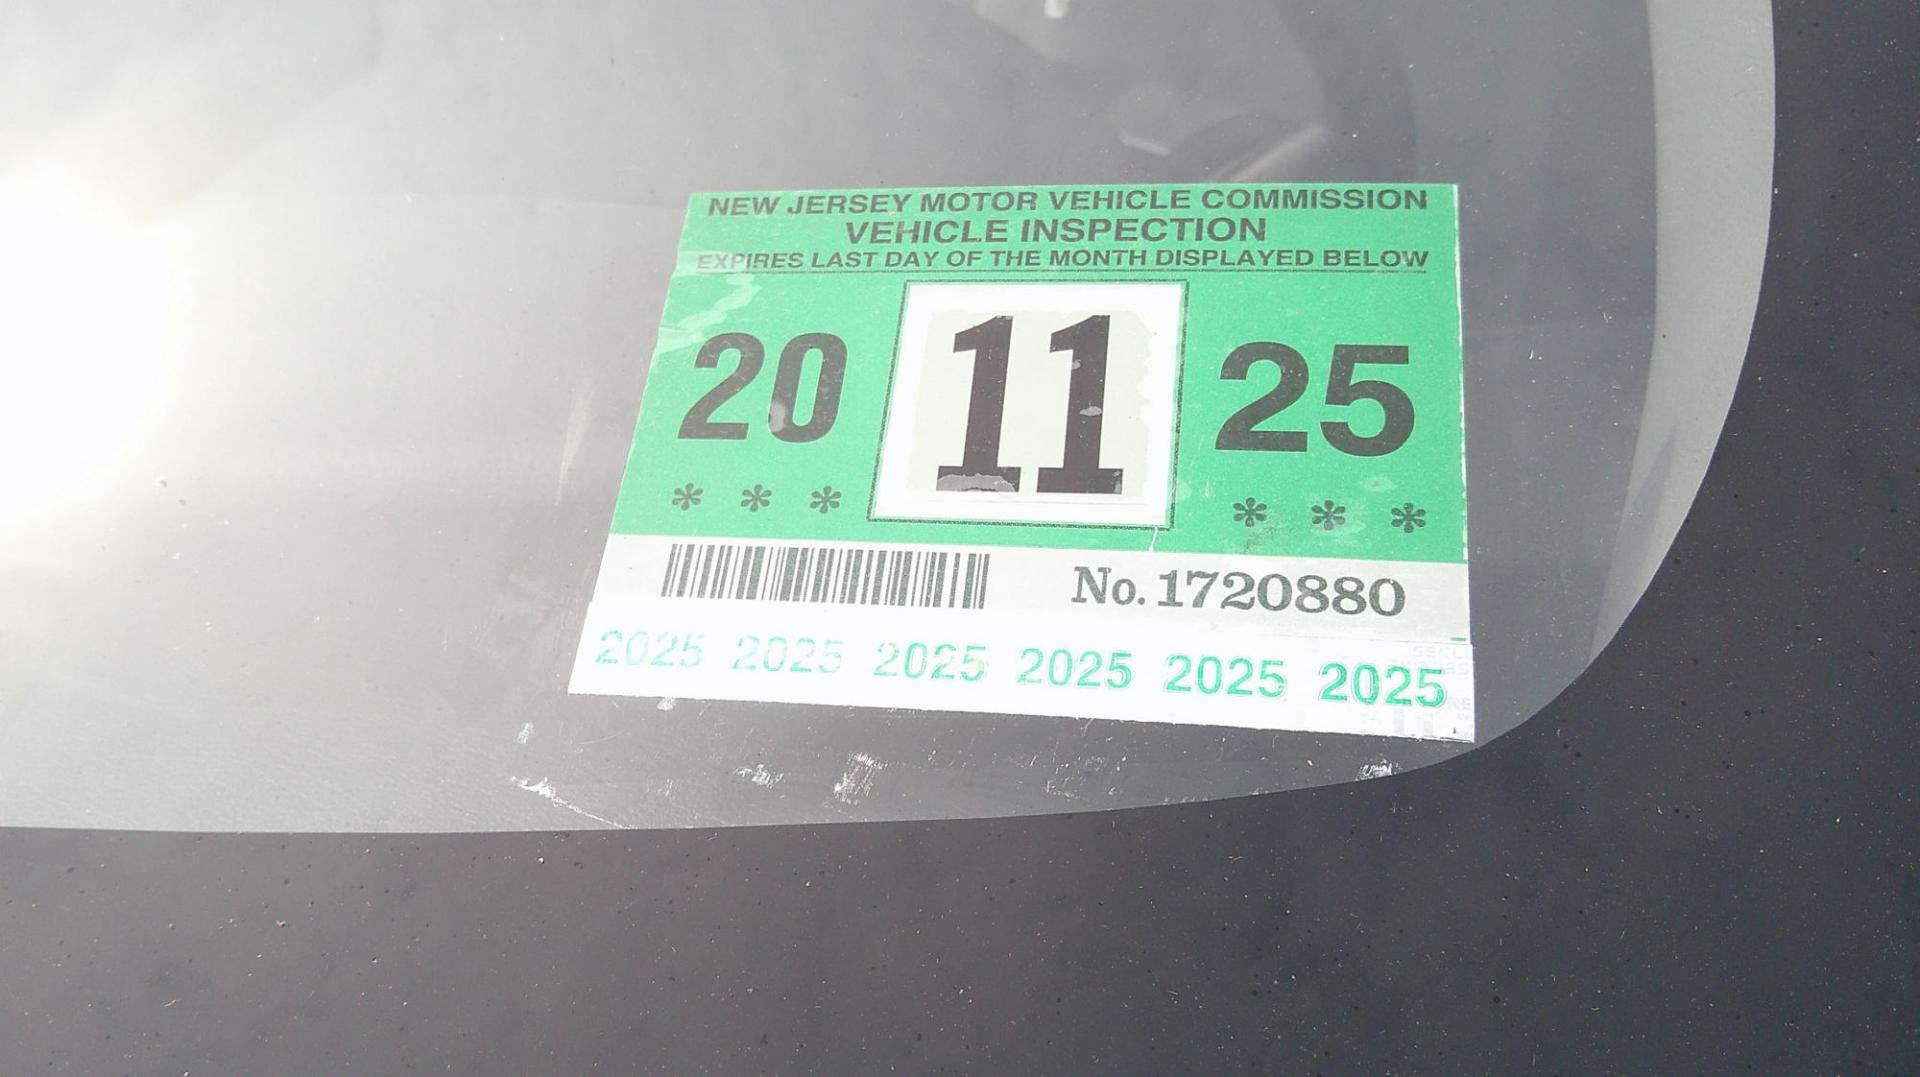 NEW JERSEY MOTOR VEHICLE COMMISSION
VEHICLE INSPECTION
EXPIRES LAST DAY OF THE MONTH DISPLAYED BELOW
20 11 25
* * * * * *
No. 1720880
2025 2025 2025 2025 2025 2025